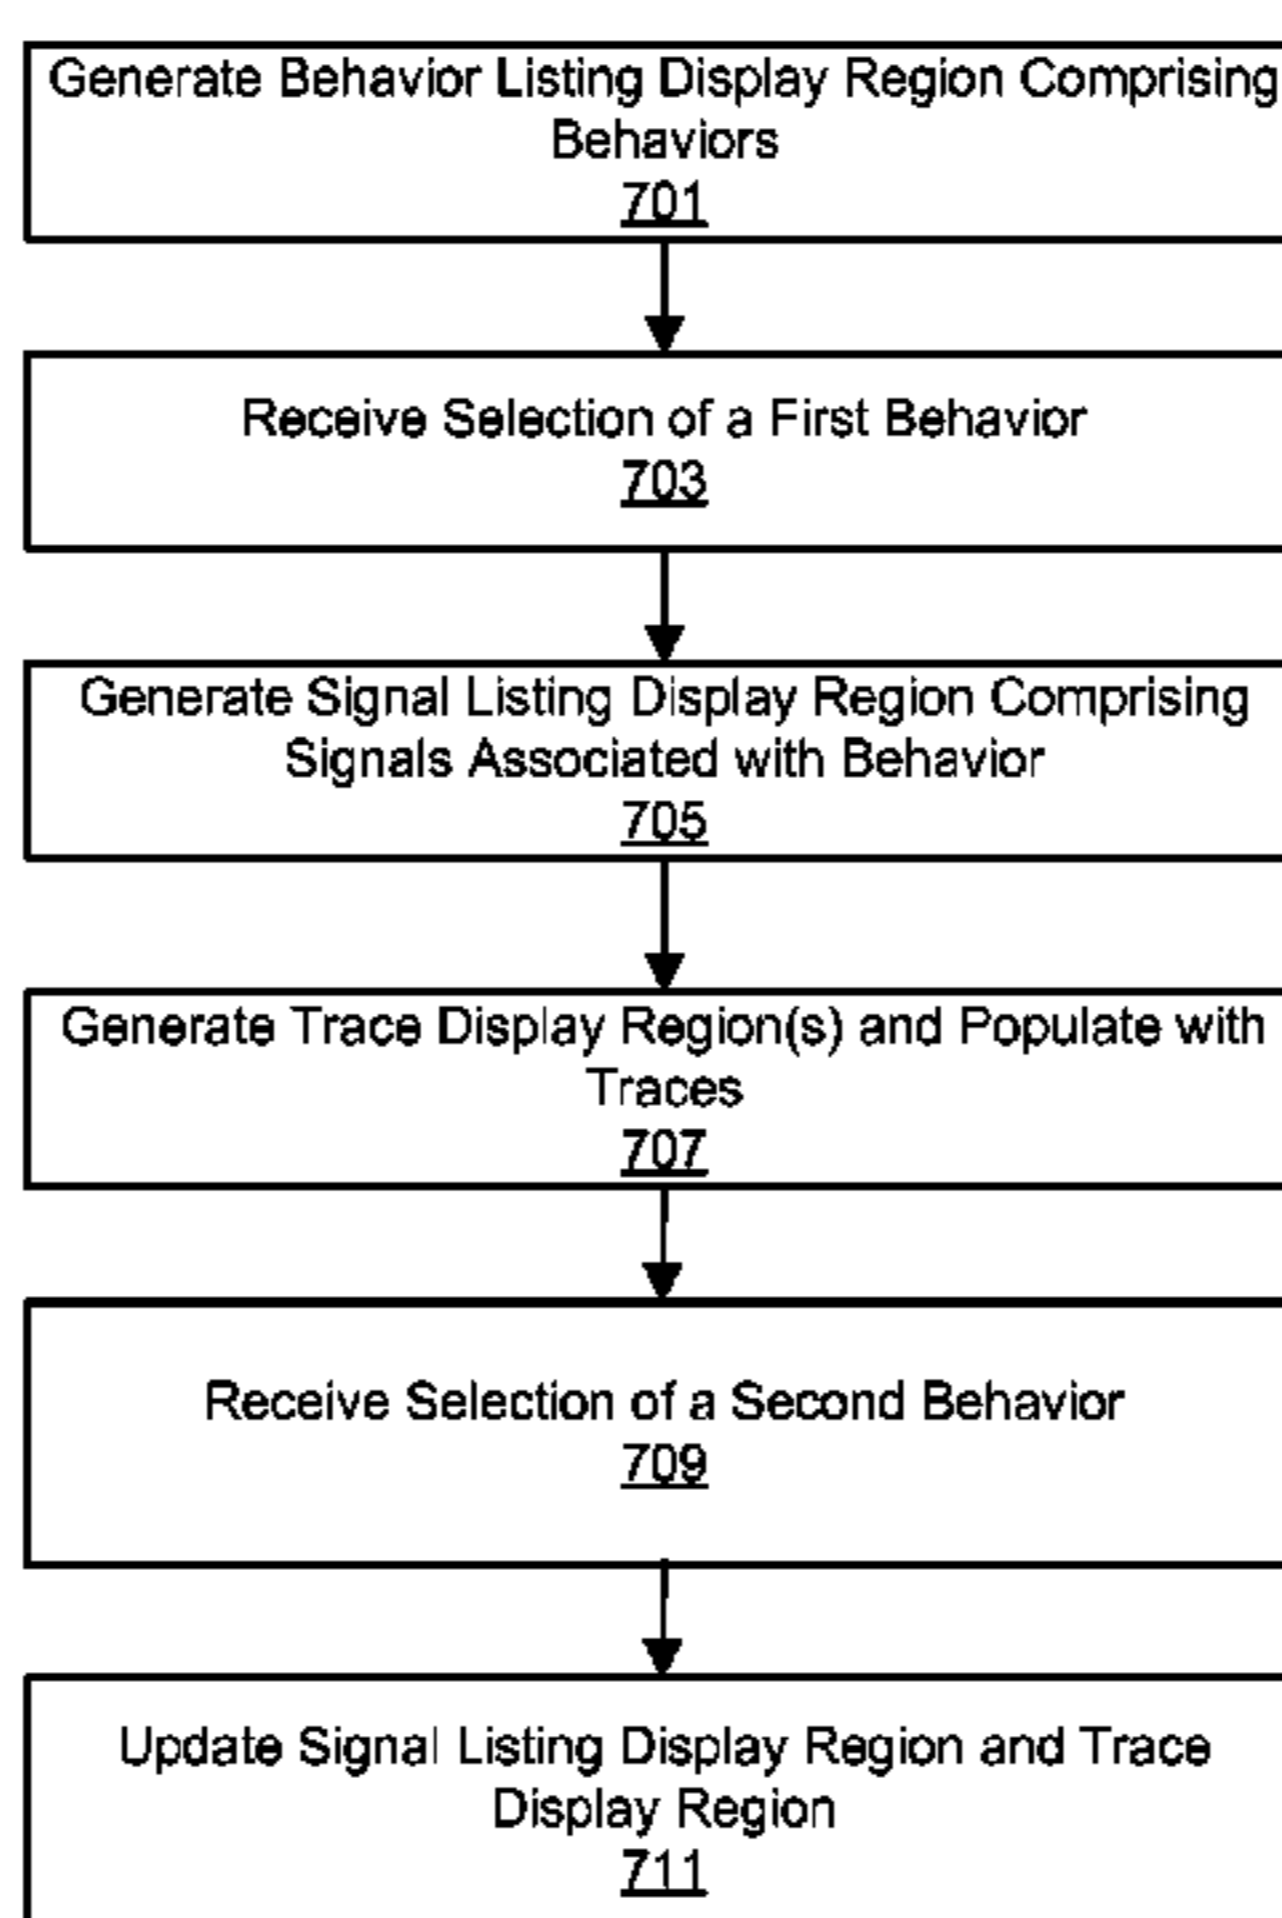 Generate Behavior Listing Display Region Comprising
Behaviors
701
Receive Selection of a First Behavior
703
Generate Signal Listing Display Region Comprising
Signals Associated with Behavior
705
Generate Trace Display Region(s) and Populate with
Traces
707
Receive Selection of a Second Behavior
709
Update Signal Listing Display Region and Trace
Display Region
711